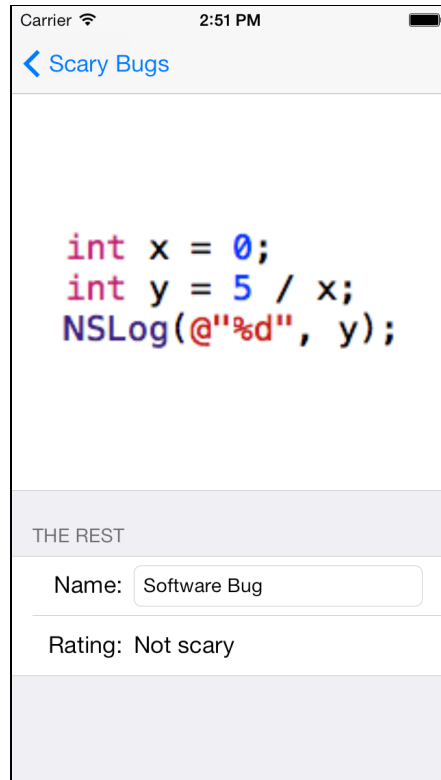 Carrier 2:51 PM
Scary Bugs
int x = 0;
int y = 5 / x;
NSLog(@"%d", y);
THE REST
Name: Software Bug
Rating: Not scary